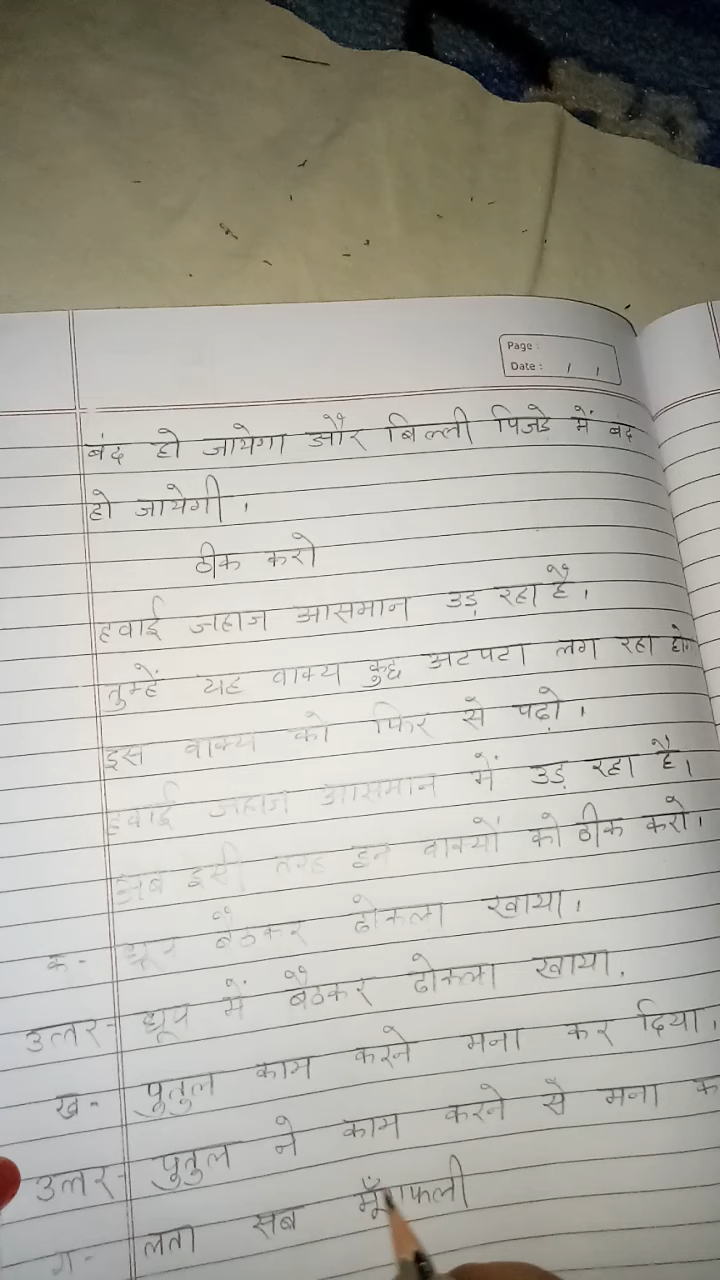 Page :
Date : / /
बंद हो जायेगा और बिल्ली पिजडे में बंद
हो जायेगी ।
ठीक करो
हवाई जहाज आसमान उड़ रहा है ।
तुम्हें यह वाक्य कुछ अटपटा लग रहा
इस वाक्य को फिर से पढ़ो ।
हवाई जहाज आसमान में उड़ रहा है ।
अब इसी तरह इन वाक्यों को ठीक करो ।
क- धूप बैठकर ढोकला खाया ।
उत्तर- धूप में बैठकर ढोकला खाया .
ख- पुतुल काम करने मना कर दिया ।
उत्तर- पुतुल ने काम करने से मना क
ग- लता सब मूँगफली